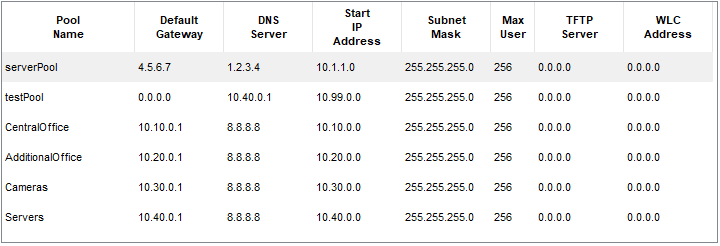 Pool Name Default Gateway DNS Server Start IP Address Subnet Mask Max User TFTP Server WLC Address
serverPool 4.5.6.7 1.2.3.4 10.1.1.0 255.255.255.0 256 0.0.0.0 0.0.0.0
testPool 0.0.0.0 10.40.0.1 10.99.0.0 255.255.255.0 256 0.0.0.0 0.0.0.0
CentralOffice 10.10.0.1 8.8.8.8 10.10.0.0 255.255.255.0 256 0.0.0.0 0.0.0.0
AdditionalOffice 10.20.0.1 8.8.8.8 10.20.0.0 255.255.255.0 256 0.0.0.0 0.0.0.0
Cameras 10.30.0.1 8.8.8.8 10.30.0.0 255.255.255.0 256 0.0.0.0 0.0.0.0
Servers 10.40.0.1 8.8.8.8 10.40.0.0 255.255.255.0 256 0.0.0.0 0.0.0.0